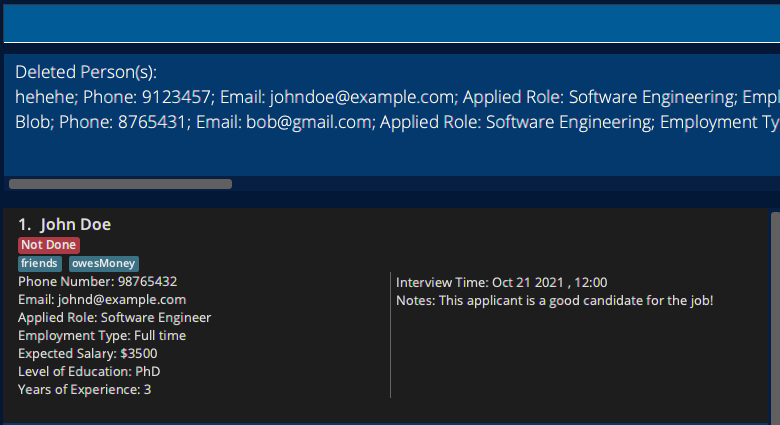 Deleted Person(s):
hehehe; Phone: 9123457; Email: johndoe@example.com; Applied Role: Software Engineering; Empl
Blob; Phone: 8765431; Email: bob@gmail.com; Applied Role: Software Engineering; Employment Ty
1. John Doe
Not Done
friends owesMoney
Phone Number: 98765432
Email: johnd@example.com
Applied Role: Software Engineer
Employment Type: Full time
Expected Salary: $3500
Level of Education: PhD
Years of Experience: 3
Interview Time: Oct 21 2021 , 12:00
Notes: This applicant is a good candidate for the job!